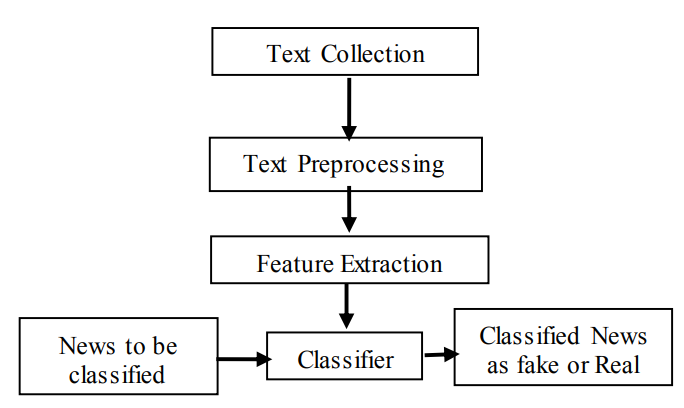 Text Collection
Text Preprocessing
Feature Extraction
News to be
classified
Classifier
Classified News
as fake or Real